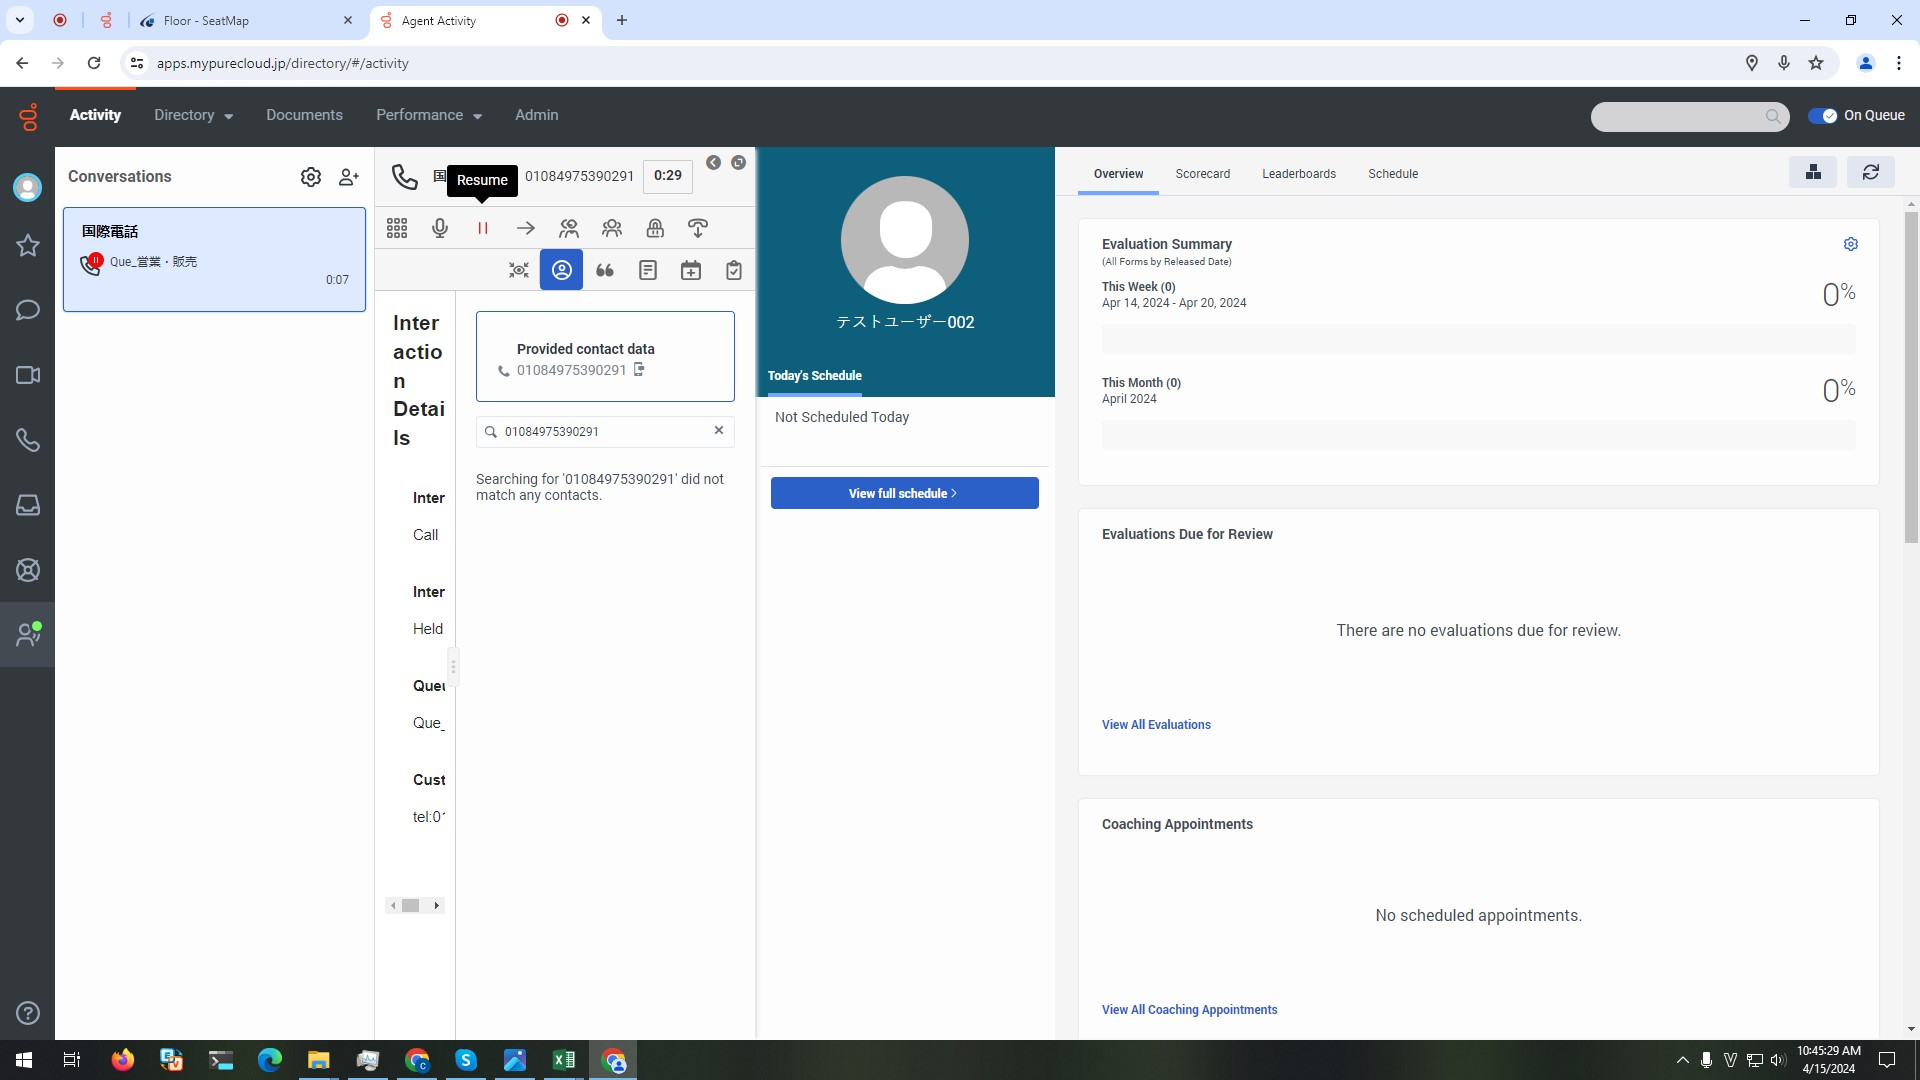 Floor - SeatMap
Agent Activity
apps.mypurecloud.jp/directory/#/activity
Activity
Directory
Documents
Performance
Admin
On Queue
Conversations
国
Resume
01084975390291
0:29
国際電話
Que_営業・販売
0:07
Inter
actio
n
Detai
ls
Inter
Call
Inter
Held
Queu
Que_
Cust
tel:01
Provided contact data
01084975390291
01084975390291
Searching for '01084975390291' did not
match any contacts.
テストユーザー002
Today's Schedule
Not Scheduled Today
View full schedule
Overview
Scorecard
Leaderboards
Schedule
Evaluation Summary
(All Forms by Released Date)
This Week (0)
Apr 14, 2024 - Apr 20, 2024
0%
This Month (0)
April 2024
0%
Evaluations Due for Review
There are no evaluations due for review.
View All Evaluations
Coaching Appointments
No scheduled appointments.
View All Coaching Appointments
10:45:29 AM
4/15/2024